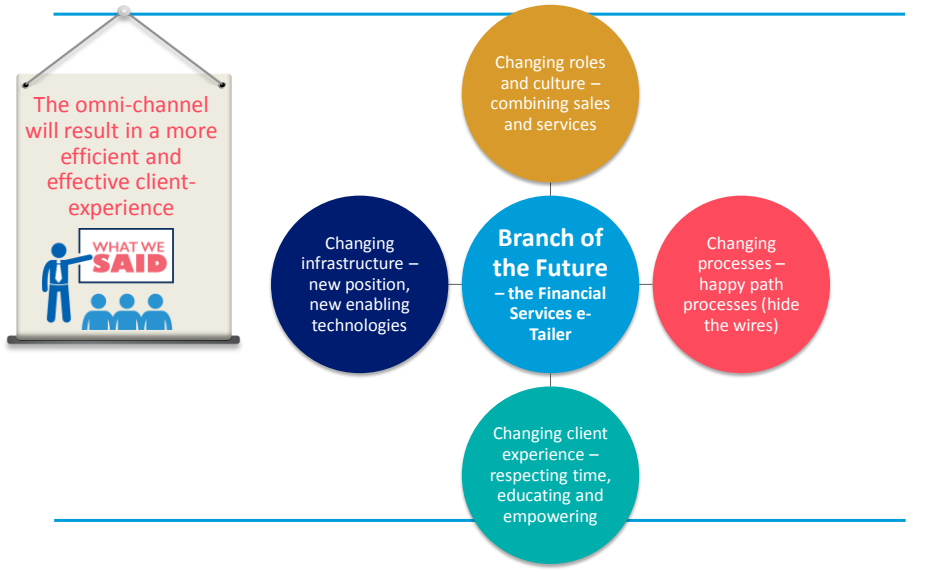 The omni-channel
will result in a more
efficient and
effective client-
experience
WHAT WE
SAID
Changing roles
and culture –
combining sales
and services
Changing
infrastructure –
new position,
new enabling
technologies
Branch of
the Future
– the Financial
Services e-
Tailer
Changing
processes –
happy path
processes (hide
the wires)
Changing client
experience –
respecting time,
educating and
empowering